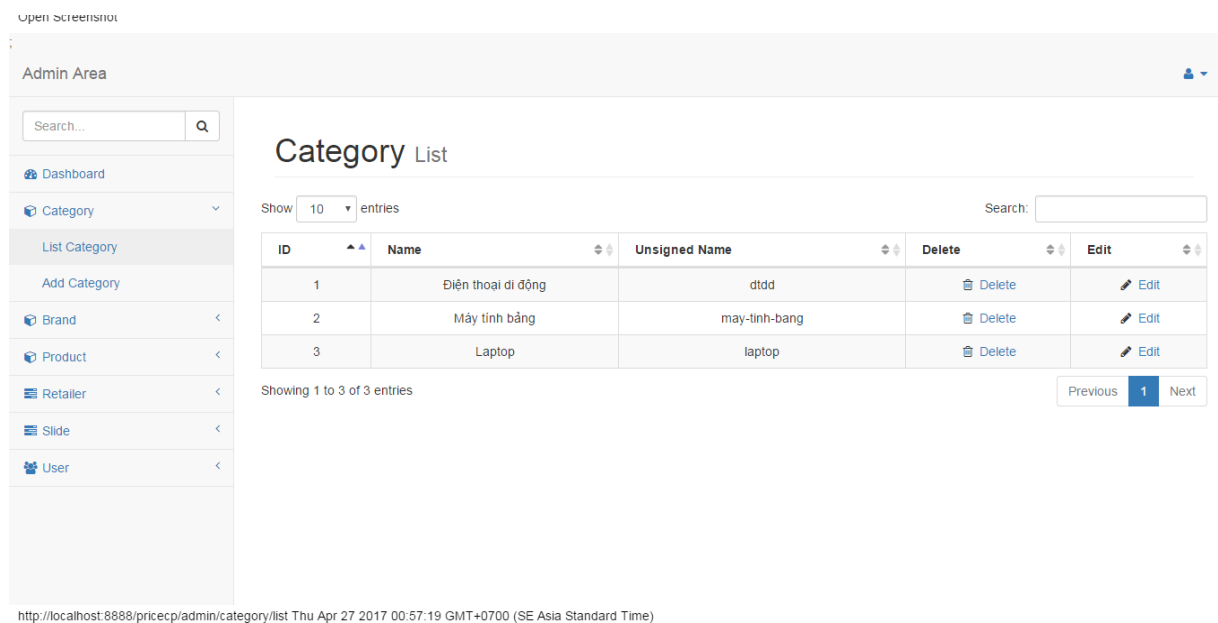 Open Screenshot
;
Admin Area
Search...
Dashboard
Category
List Category
Add Category
Brand
Product
Retailer
Slide
User
Category List
Show 10 entries
Search:
ID Name Unsigned Name Delete Edit
1 Điện thoại di động dtdd Delete Edit
2 Máy tính bảng may-tinh-bang Delete Edit
3 Laptop laptop Delete Edit
Showing 1 to 3 of 3 entries
Previous 1 Next
http://localhost:8888/pricecp/admin/category/list Thu Apr 27 2017 00:57:19 GMT+0700 (SE Asia Standard Time)